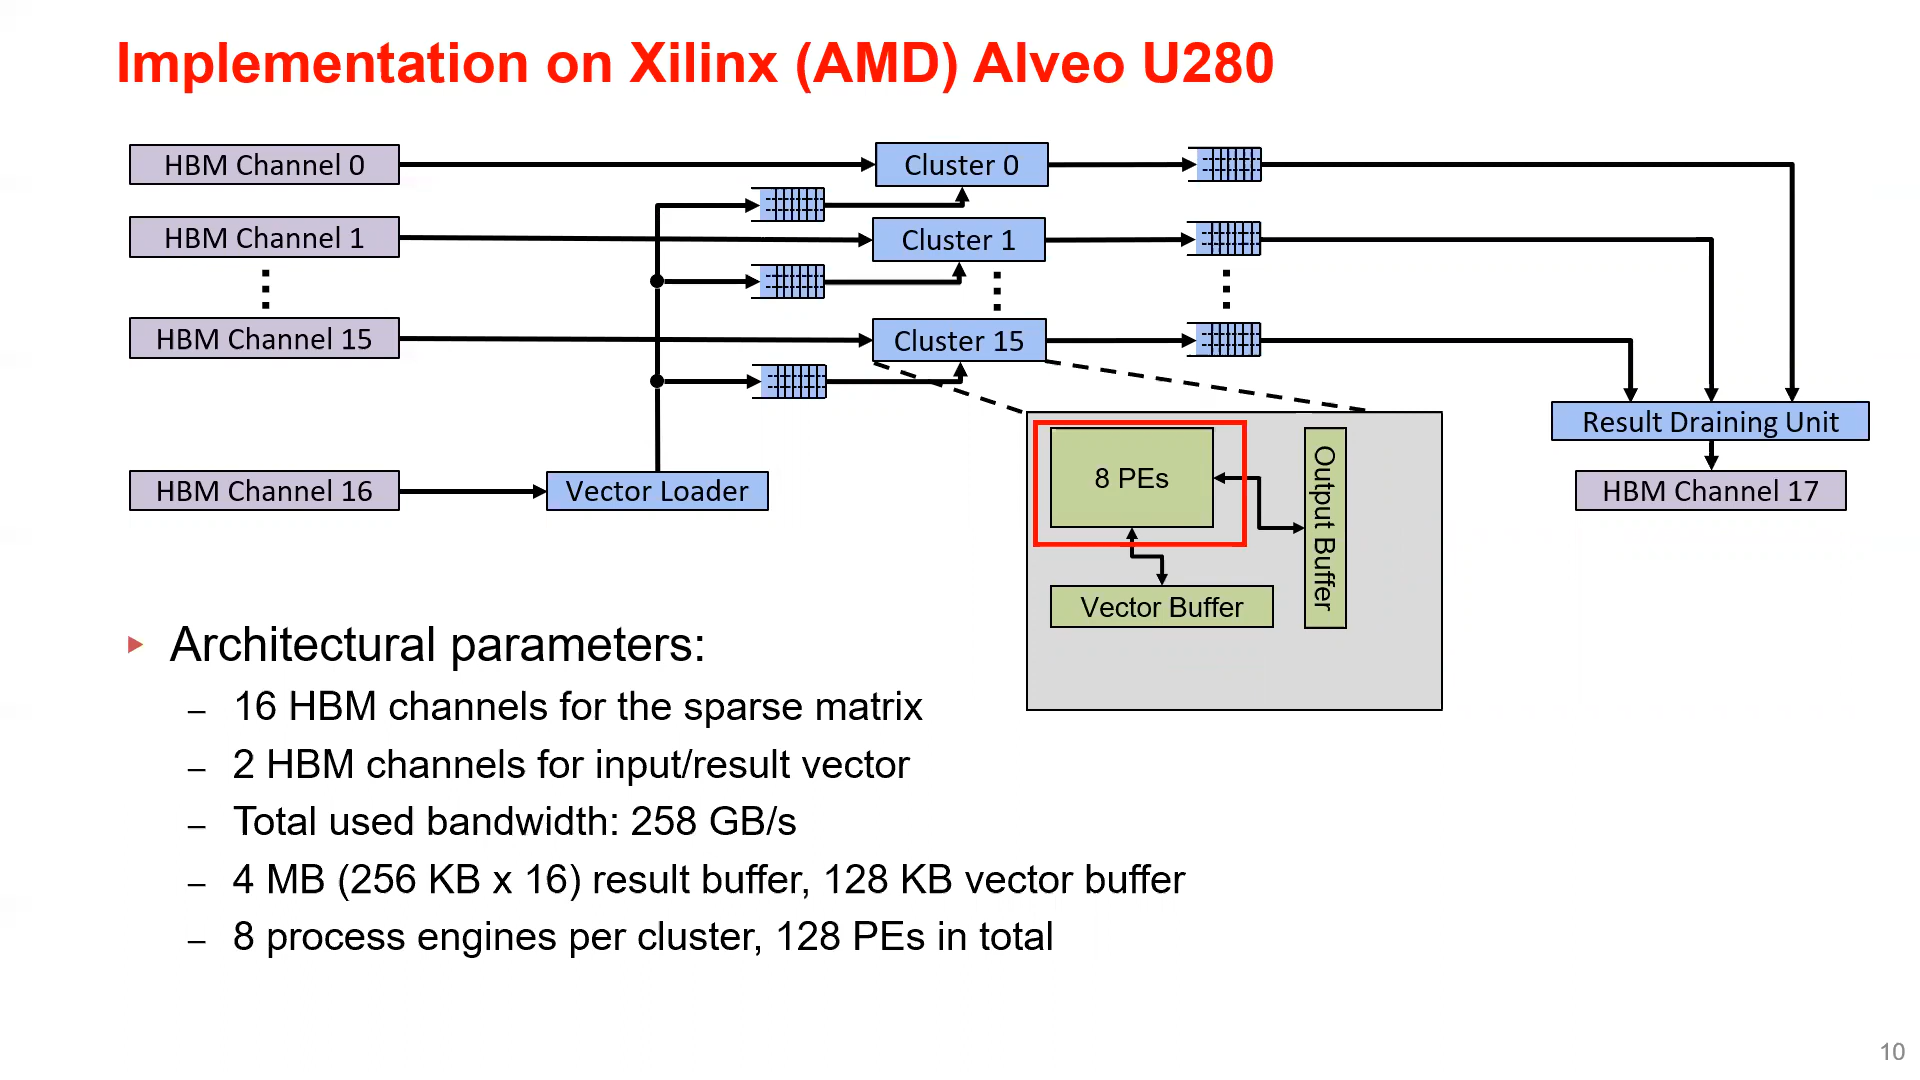 Implementation on Xilinx (AMD) Alveo U280
HBM Channel 0
Cluster 0
HBM Channel 1
Cluster 1
HBM Channel 15
Cluster 15
Result Draining Unit
HBM Channel 16
Vector Loader
8 PEs
Output Buffer
HBM Channel 17
Vector Buffer
Architectural parameters:
– 16 HBM channels for the sparse matrix
– 2 HBM channels for input/result vector
– Total used bandwidth: 258 GB/s
– 4 MB (256 KB x 16) result buffer, 128 KB vector buffer
– 8 process engines per cluster, 128 PEs in total
10